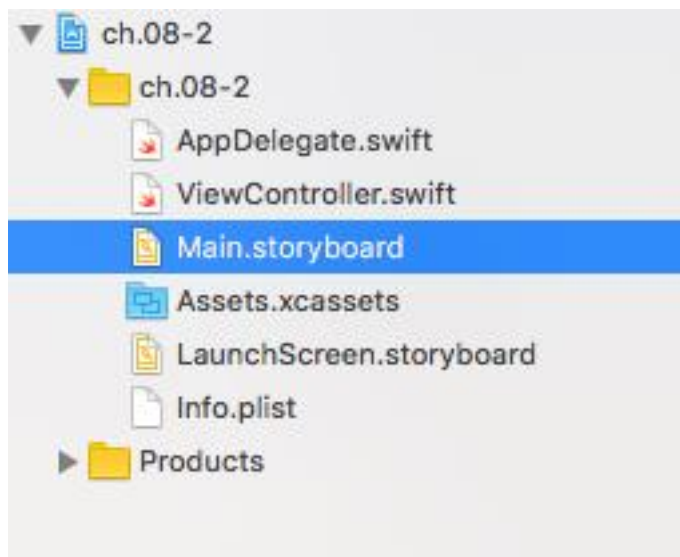 ch.08-2
ch.08-2
AppDelegate.swift
ViewController.swift
Main.storyboard
Assets.xcassets
LaunchScreen.storyboard
Info.plist
Products